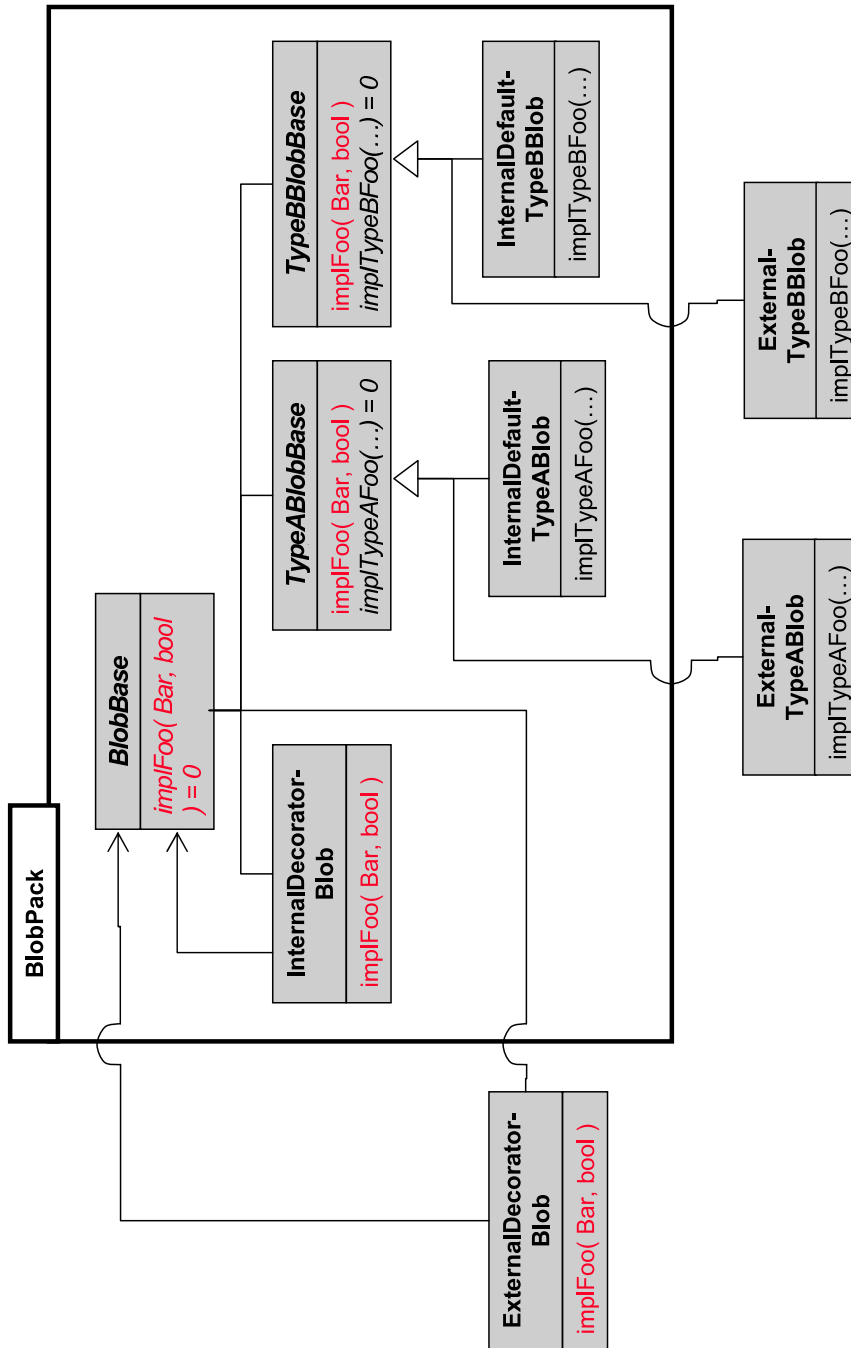 BlobPack
BlobBase
implFoo( Bar, bool
) = 0
InternalDecorator-
Blob
implFoo( Bar, bool )
TypeABlobBase
implFoo( Bar, bool )
implTypeAFoo(...) = 0
TypeBBlobBase
implFoo( Bar, bool )
implTypeBFoo(...) = 0
ExternalDecorator-
Blob
implFoo( Bar, bool )
InternalDefault-
TypeABlob
implTypeAFoo(...)
InternalDefault-
TypeBBlob
implTypeBFoo(...)
External-
TypeABlob
implTypeAFoo(...)
External-
TypeBBlob
implTypeBFoo(...)